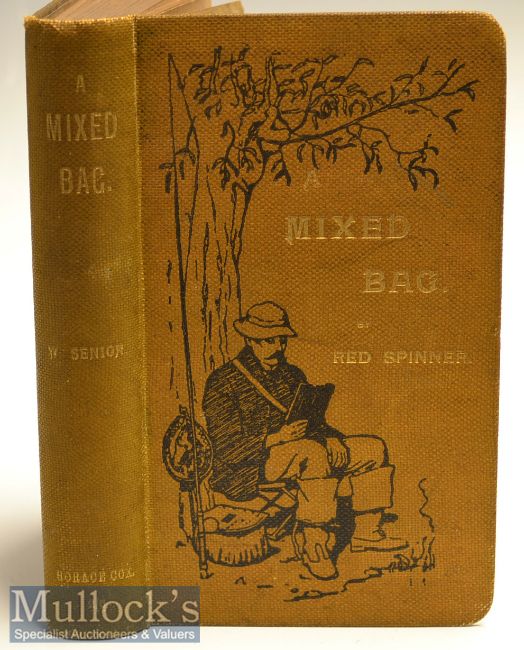 A
MIXED
BAG.
W. SENIOR
HORACE COX.
A
MIXED
BAG.
BY
RED SPINNER.
Mullock's
Specialist Auctioneers & Valuers